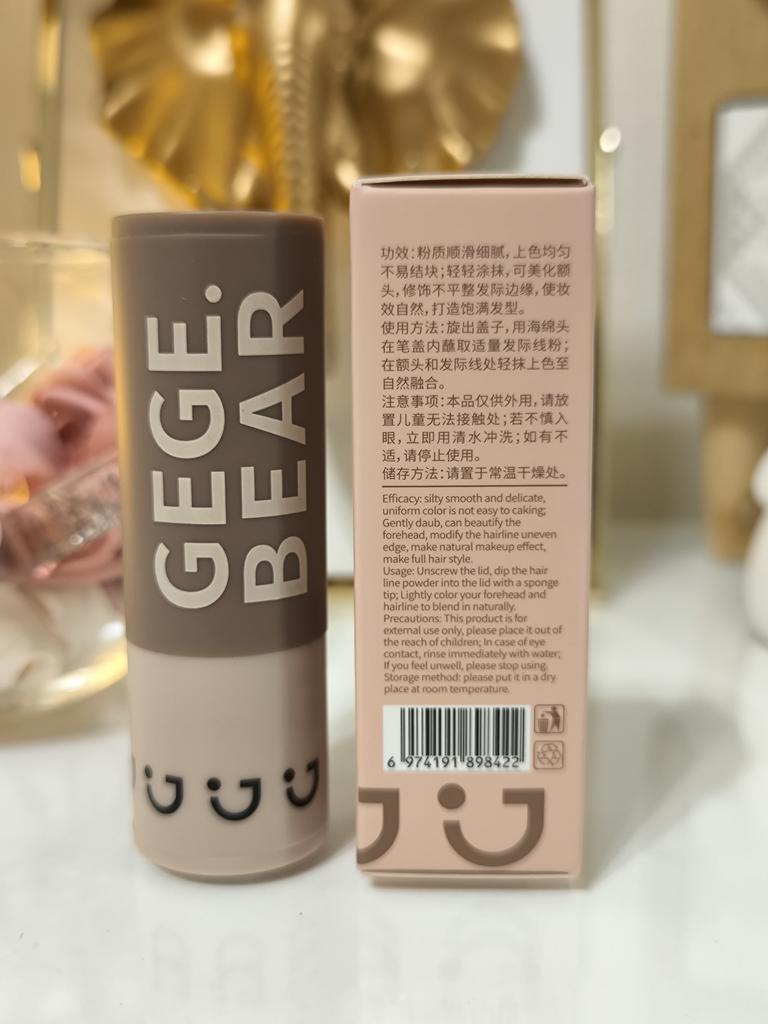 GEGE.
BEAR
功效:粉质顺滑细腻,上色均匀
不易结块;轻轻涂抹,可美化额
头,修饰不平整发际边缘,使妆
效自然,打造饱满发型。
使用方法:旋出盖子,用海绵头
在笔盖内蘸取适量发际线粉;
在额头和发际线处轻抹上色至
自然融合。
注意事项:本品仅供外用,请放
置儿童无法接触处;若不慎入
眼,立即用清水冲洗;如有不
适,请停止使用。
储存方法:请置于常温干燥处。
Efficacy: silty smooth and delicate,
uniform color is not easy to caking;
Gently daub, can beautify the
forehead, modify the hairline uneven
edge, make natural makeup effect,
make full hair style.
Usage: Unscrew the lid, dip the hair
line powder into the lid with a sponge
tip; Lightly color your forehead and
hairline to blend in naturally.
Precautions: This product is for
external use only, please place it out of
the reach of children; In case of eye
contact, rinse immediately with water;
If you feel unwell, please stop using.
Storage method: please put it in a dry
place at room temperature.
6 974191 898422